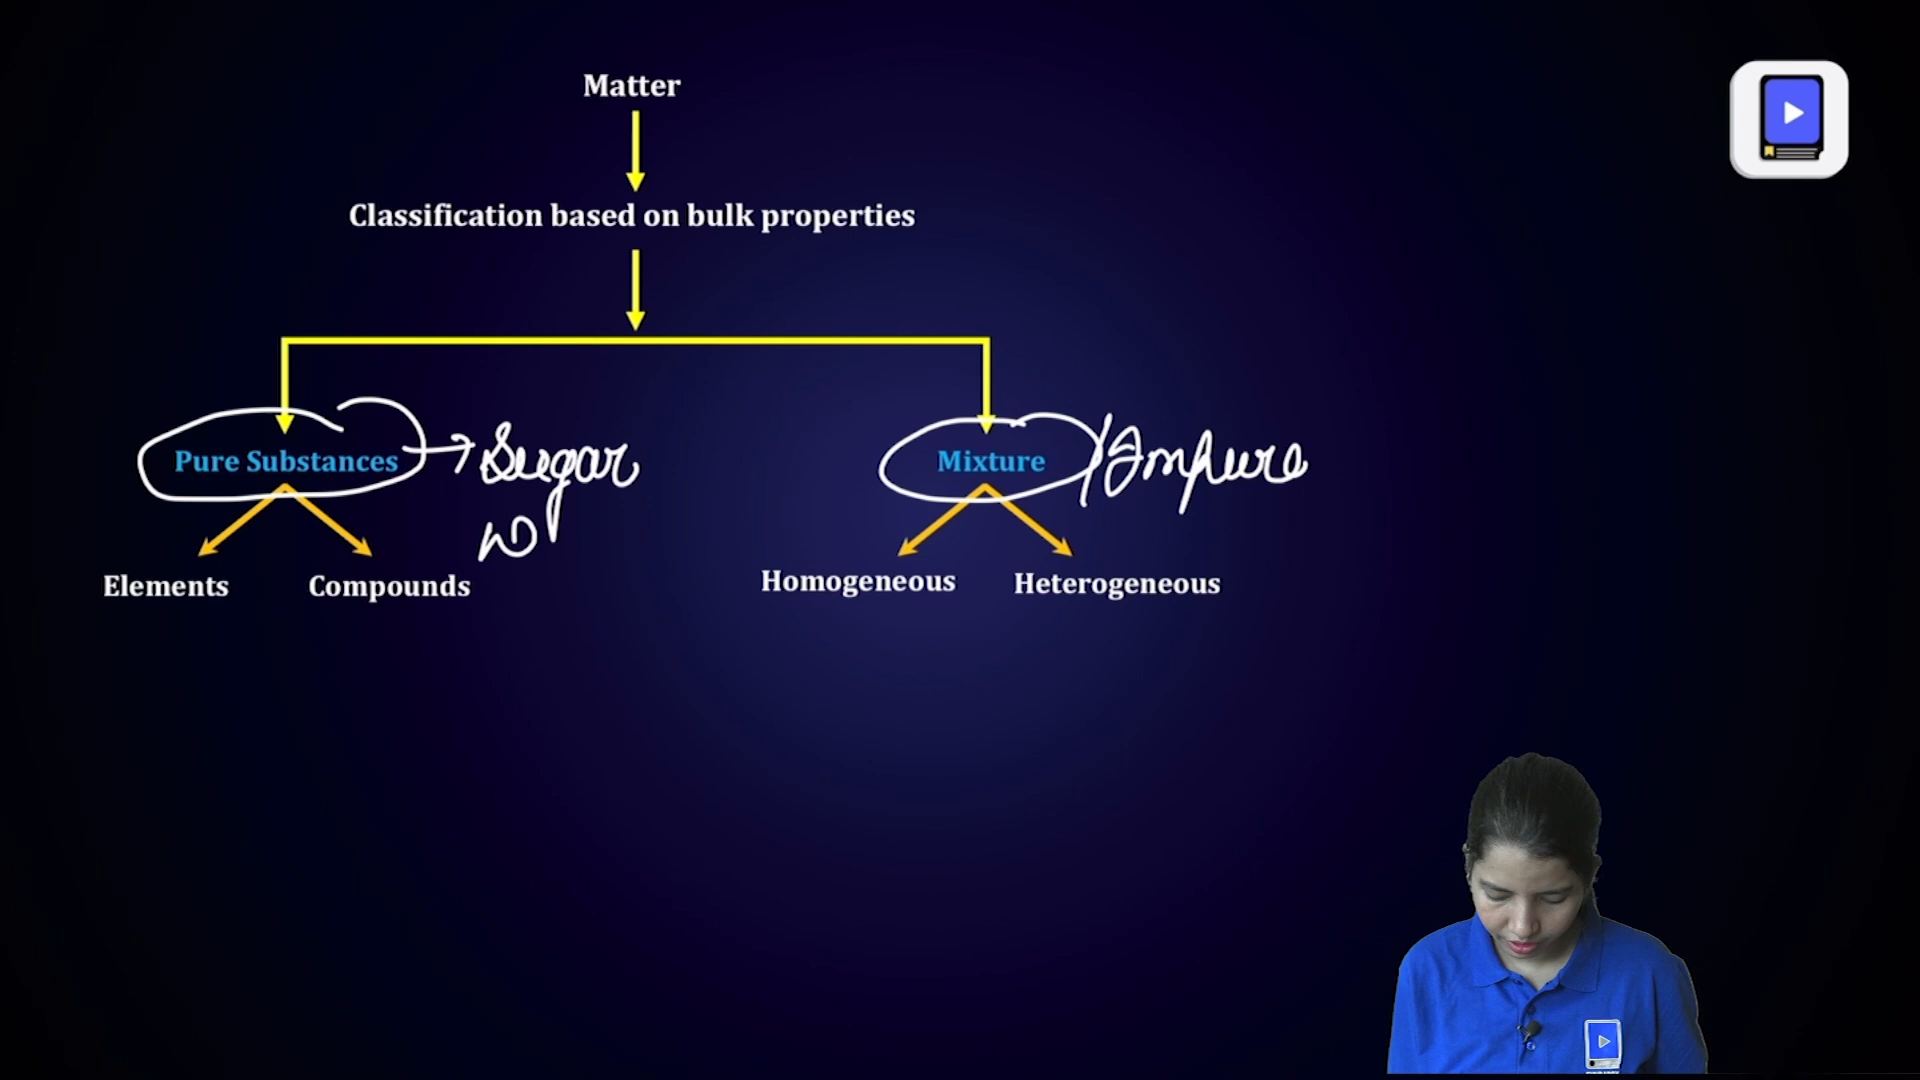 Matter
Classification based on bulk properties
Pure Substances → Sugar
Mixture / Impure
Elements
Compounds
Homogeneous
Heterogeneous